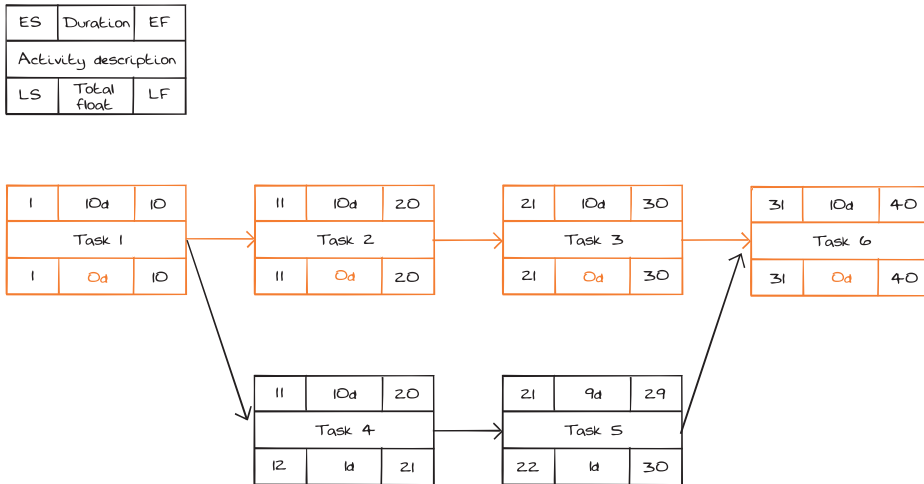 ES Duration EF
Activity description
LS Total float LF
1 10d 10
Task 1
1 0d 10
11 10d 20
Task 2
11 0d 20
21 10d 30
Task 3
21 0d 30
31 10d 40
Task 6
31 0d 40
11 10d 20
Task 4
12 1d 21
21 9d 29
Task 5
22 1d 30